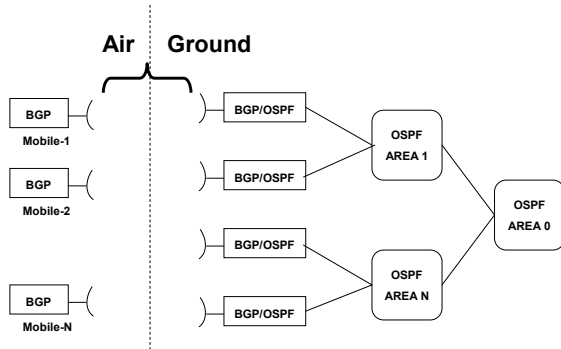 Air
Ground
BGP
Mobile-1
BGP
Mobile-2
BGP
Mobile-N
BGP/OSPF
BGP/OSPF
BGP/OSPF
BGP/OSPF
OSPF
AREA 1
OSPF
AREA N
OSPF
AREA 0